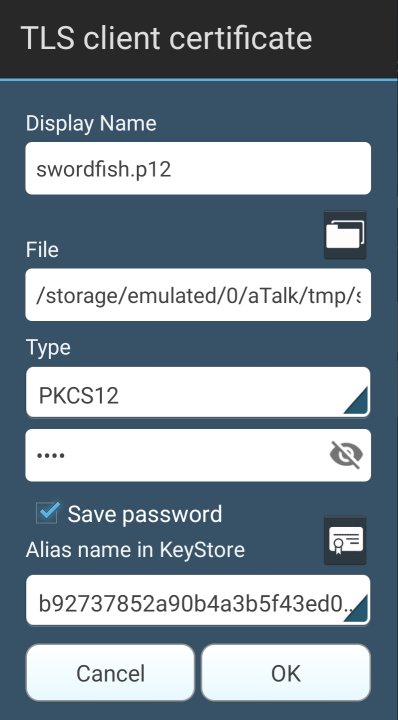 TLS client certificate
Display Name
swordfish.p12
File
/storage/emulated/0/aTalk/tmp/s
Type
PKCS12
••••
Save password
Alias name in KeyStore
b92737852a90b4a3b5f43ed0...
Cancel
OK